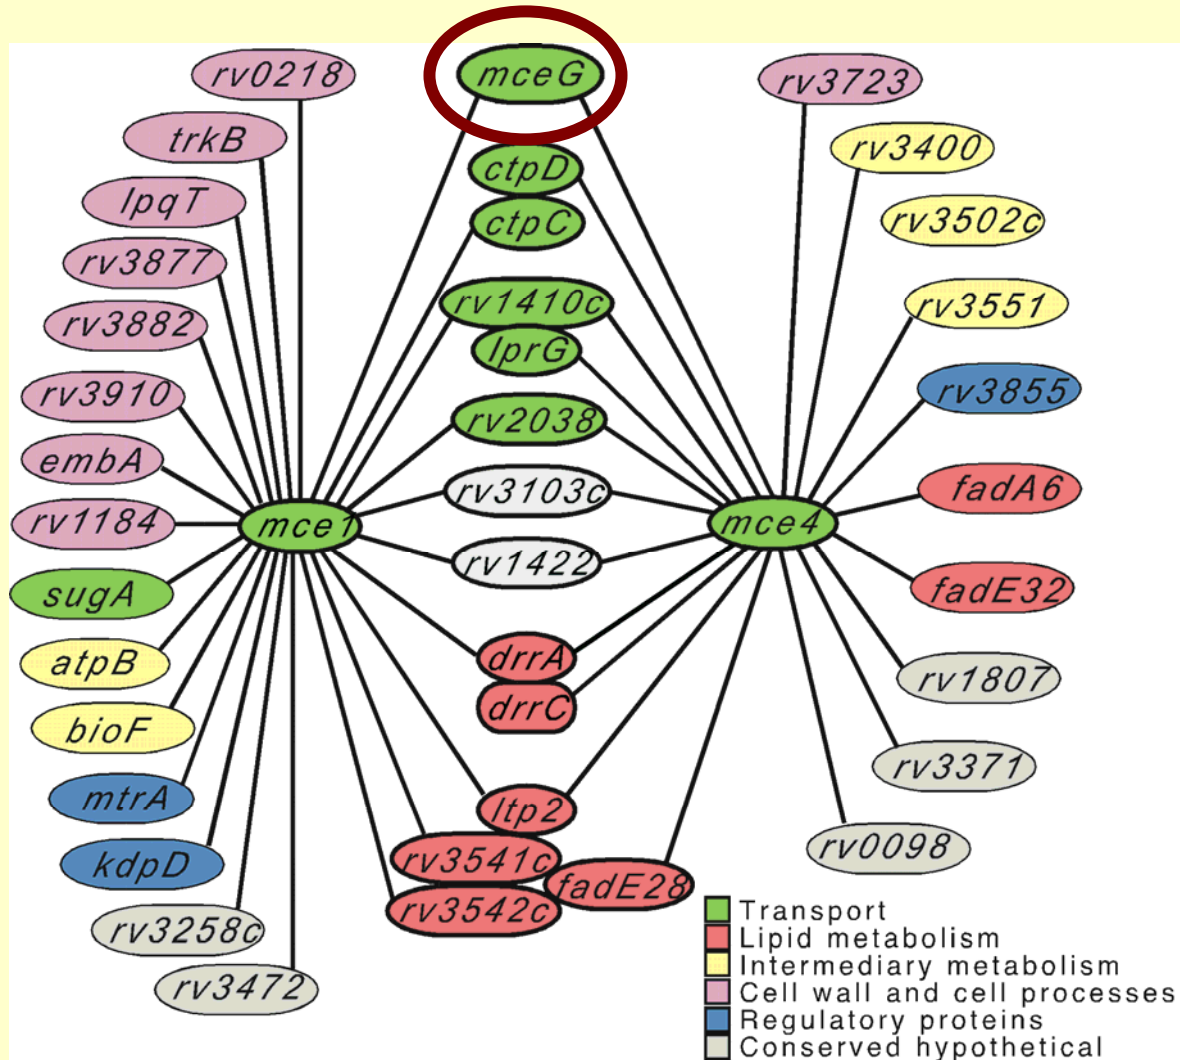 rv0218
trkB
lpqT
rv3877
rv3882
rv3910
embA
rv1184
sugA
atpB
bioF
mtrA
kdpD
rv3258c
rv3472
mce1
mceG
ctpD
ctpC
rv1410c
lprG
rv2038
rv3103c
rv1422
drrA
drrC
ltp2
rv3541c
rv3542c
fadE28
mce4
rv3723
rv3400
rv3502c
rv3551
rv3855
fadA6
fadE32
rv1807
rv3371
rv0098
Transport
Lipid metabolism
Intermediary metabolism
Cell wall and cell processes
Regulatory proteins
Conserved hypothetical